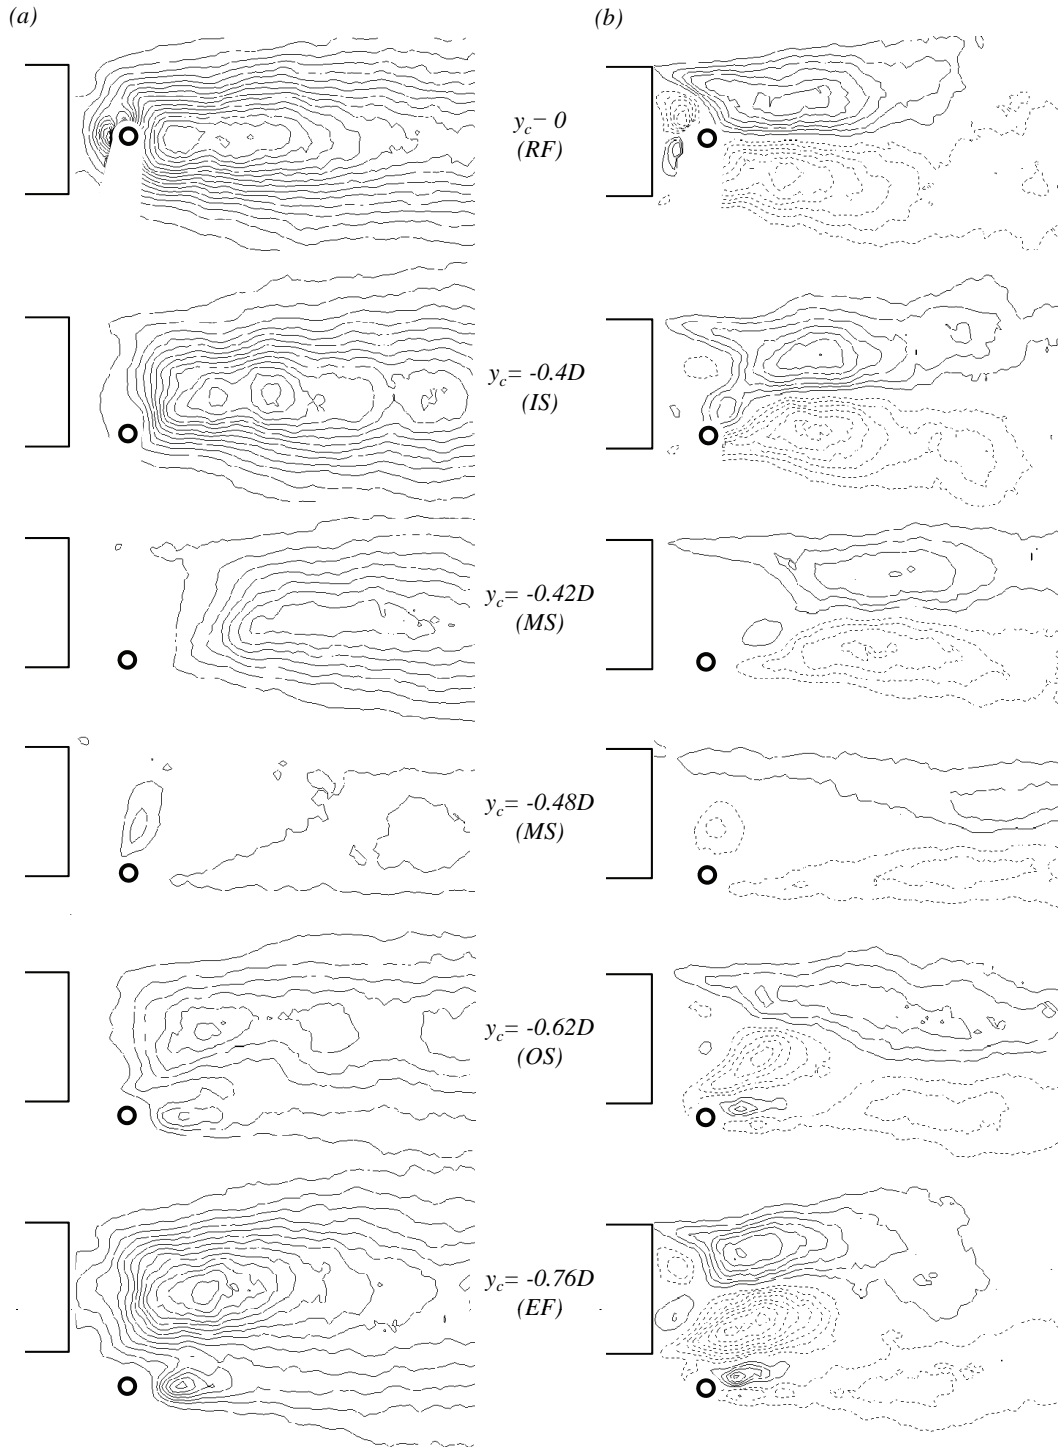 (a)
(b)
y_c − 0
(RF)
y_c = -0.4D
(IS)
y_c = -0.42D
(MS)
y_c = -0.48D
(MS)
y_c = -0.62D
(OS)
y_c = -0.76D
(EF)